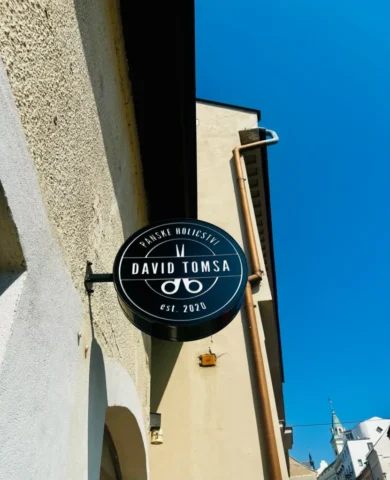 PÁNSKÉ HOLIČSTVÍ
DAVID TOMSA
est. 2020